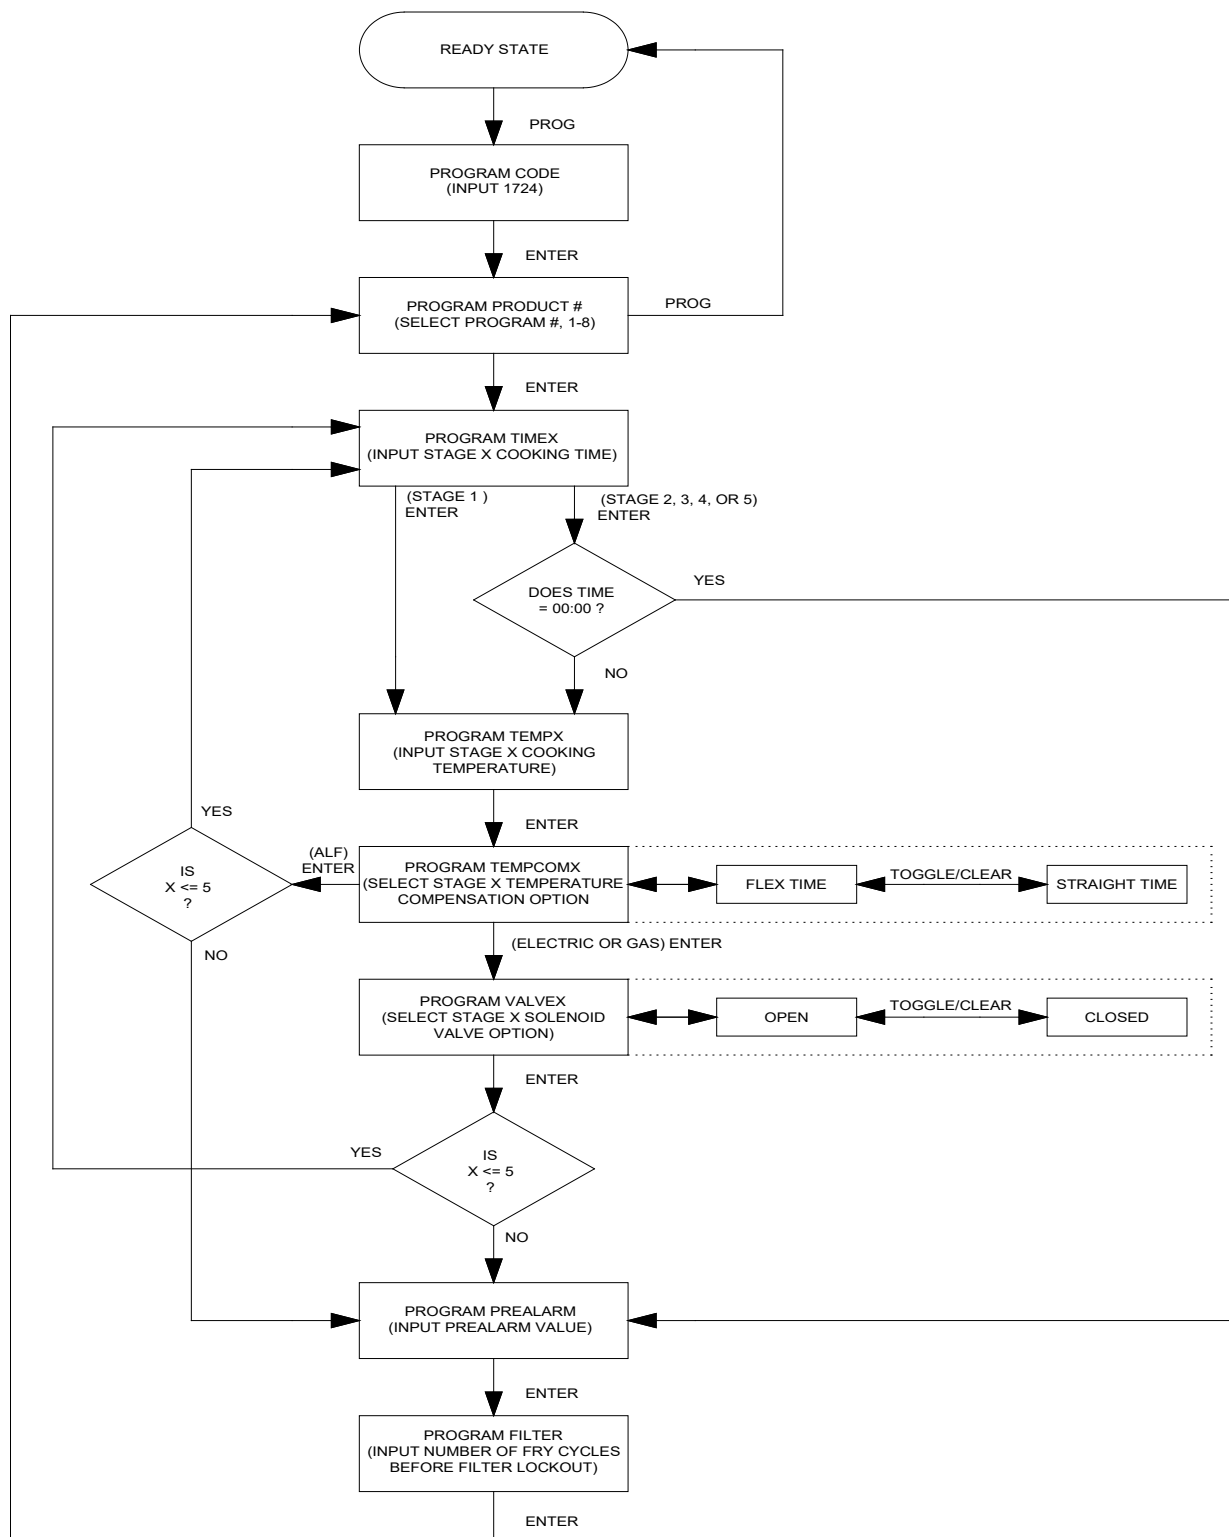 READY STATE
PROG
PROGRAM CODE
(INPUT 1724)
ENTER
PROGRAM PRODUCT #
(SELECT PROGRAM #, 1-8)
PROG
ENTER
PROGRAM TIMEX
(INPUT STAGE X COOKING TIME)
(STAGE 1 )
ENTER
(STAGE 2, 3, 4, OR 5)
ENTER
DOES TIME
= 00:00 ?
YES
NO
PROGRAM TEMPX
(INPUT STAGE X COOKING
TEMPERATURE)
ENTER
YES
IS
X <= 5
?
NO
(ALF)
ENTER
PROGRAM TEMPCOMX
(SELECT STAGE X TEMPERATURE
COMPENSATION OPTION
FLEX TIME
TOGGLE/CLEAR
STRAIGHT TIME
(ELECTRIC OR GAS) ENTER
PROGRAM VALVEX
(SELECT STAGE X SOLENOID
VALVE OPTION)
OPEN
TOGGLE/CLEAR
CLOSED
ENTER
YES
IS
X <= 5
?
NO
PROGRAM PREALARM
(INPUT PREALARM VALUE)
ENTER
PROGRAM FILTER
(INPUT NUMBER OF FRY CYCLES
BEFORE FILTER LOCKOUT)
ENTER